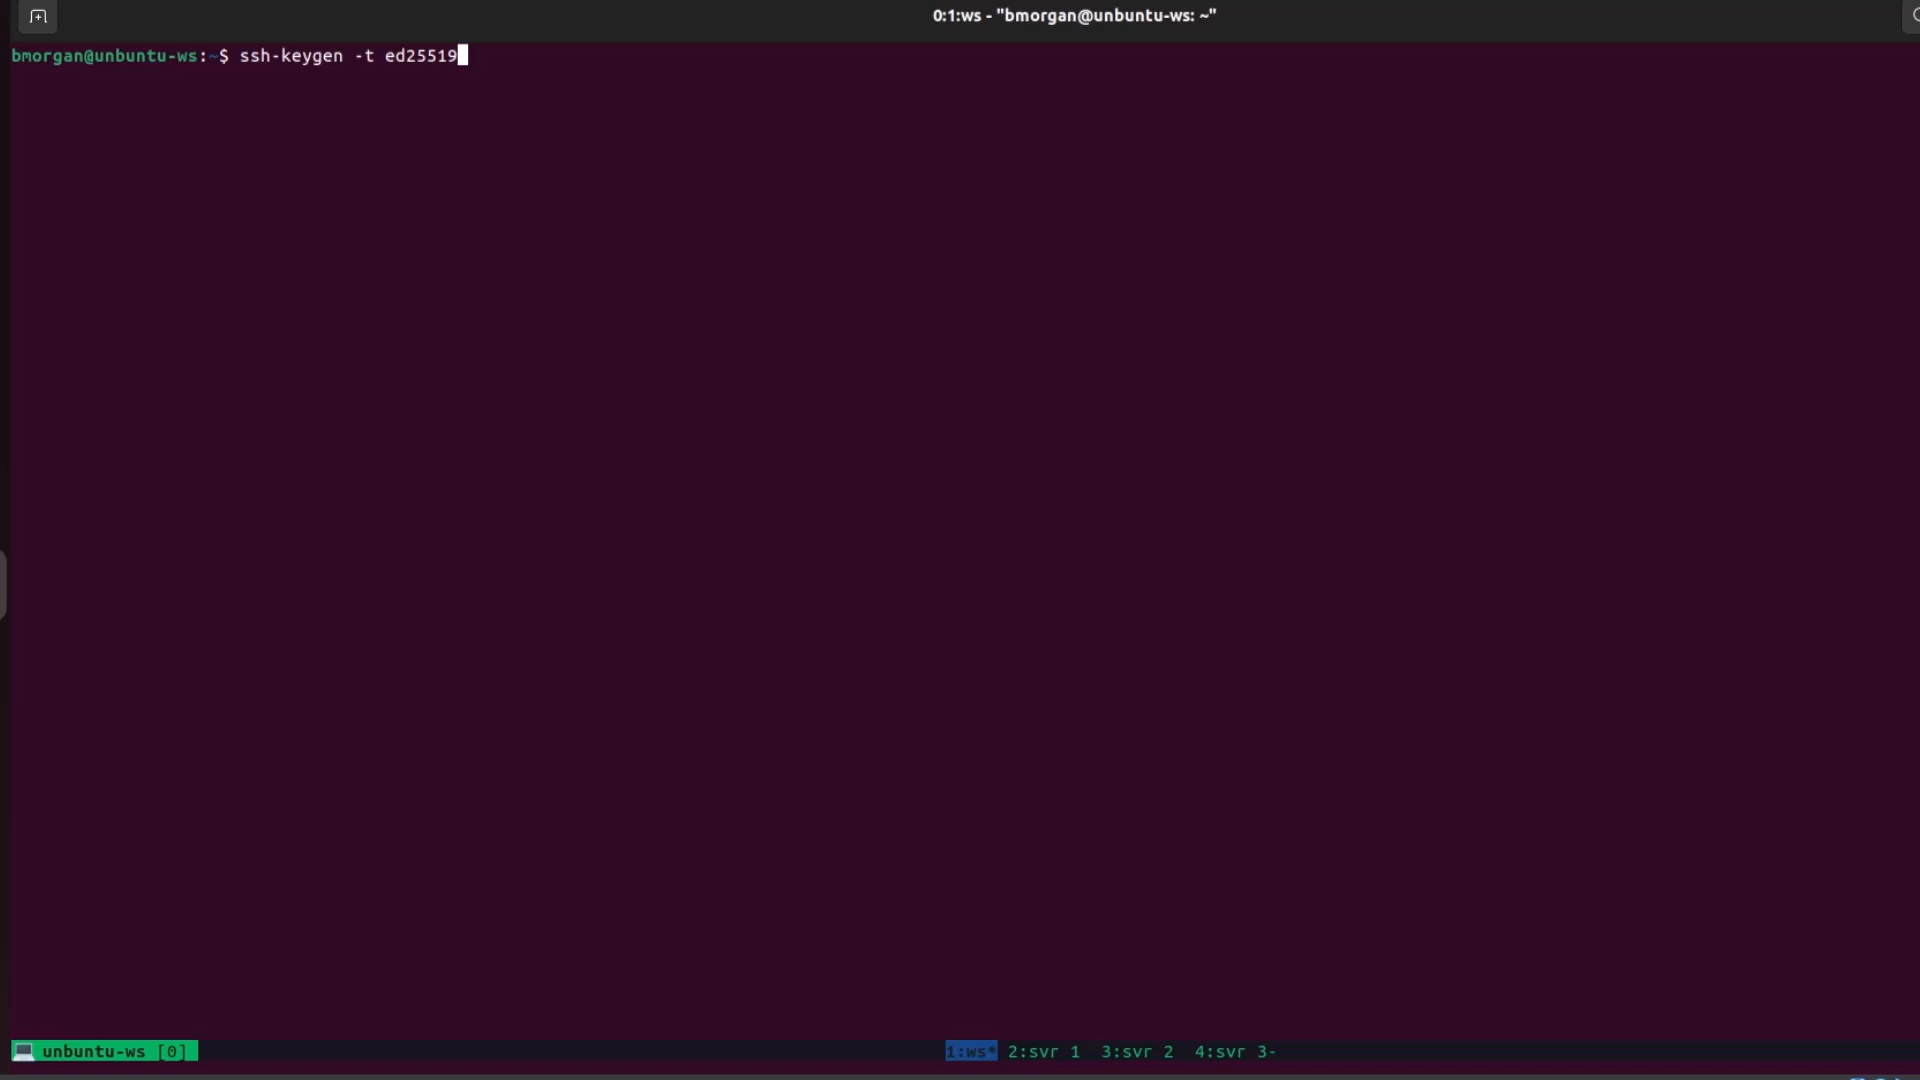 0:1:ws - "bmorgan@unbuntu-ws: ~"
bmorgan@unbuntu-ws:~$ ssh-keygen -t ed25519
unbuntu-ws [0] 1:ws* 2:svr 1 3:svr 2 4:svr 3-